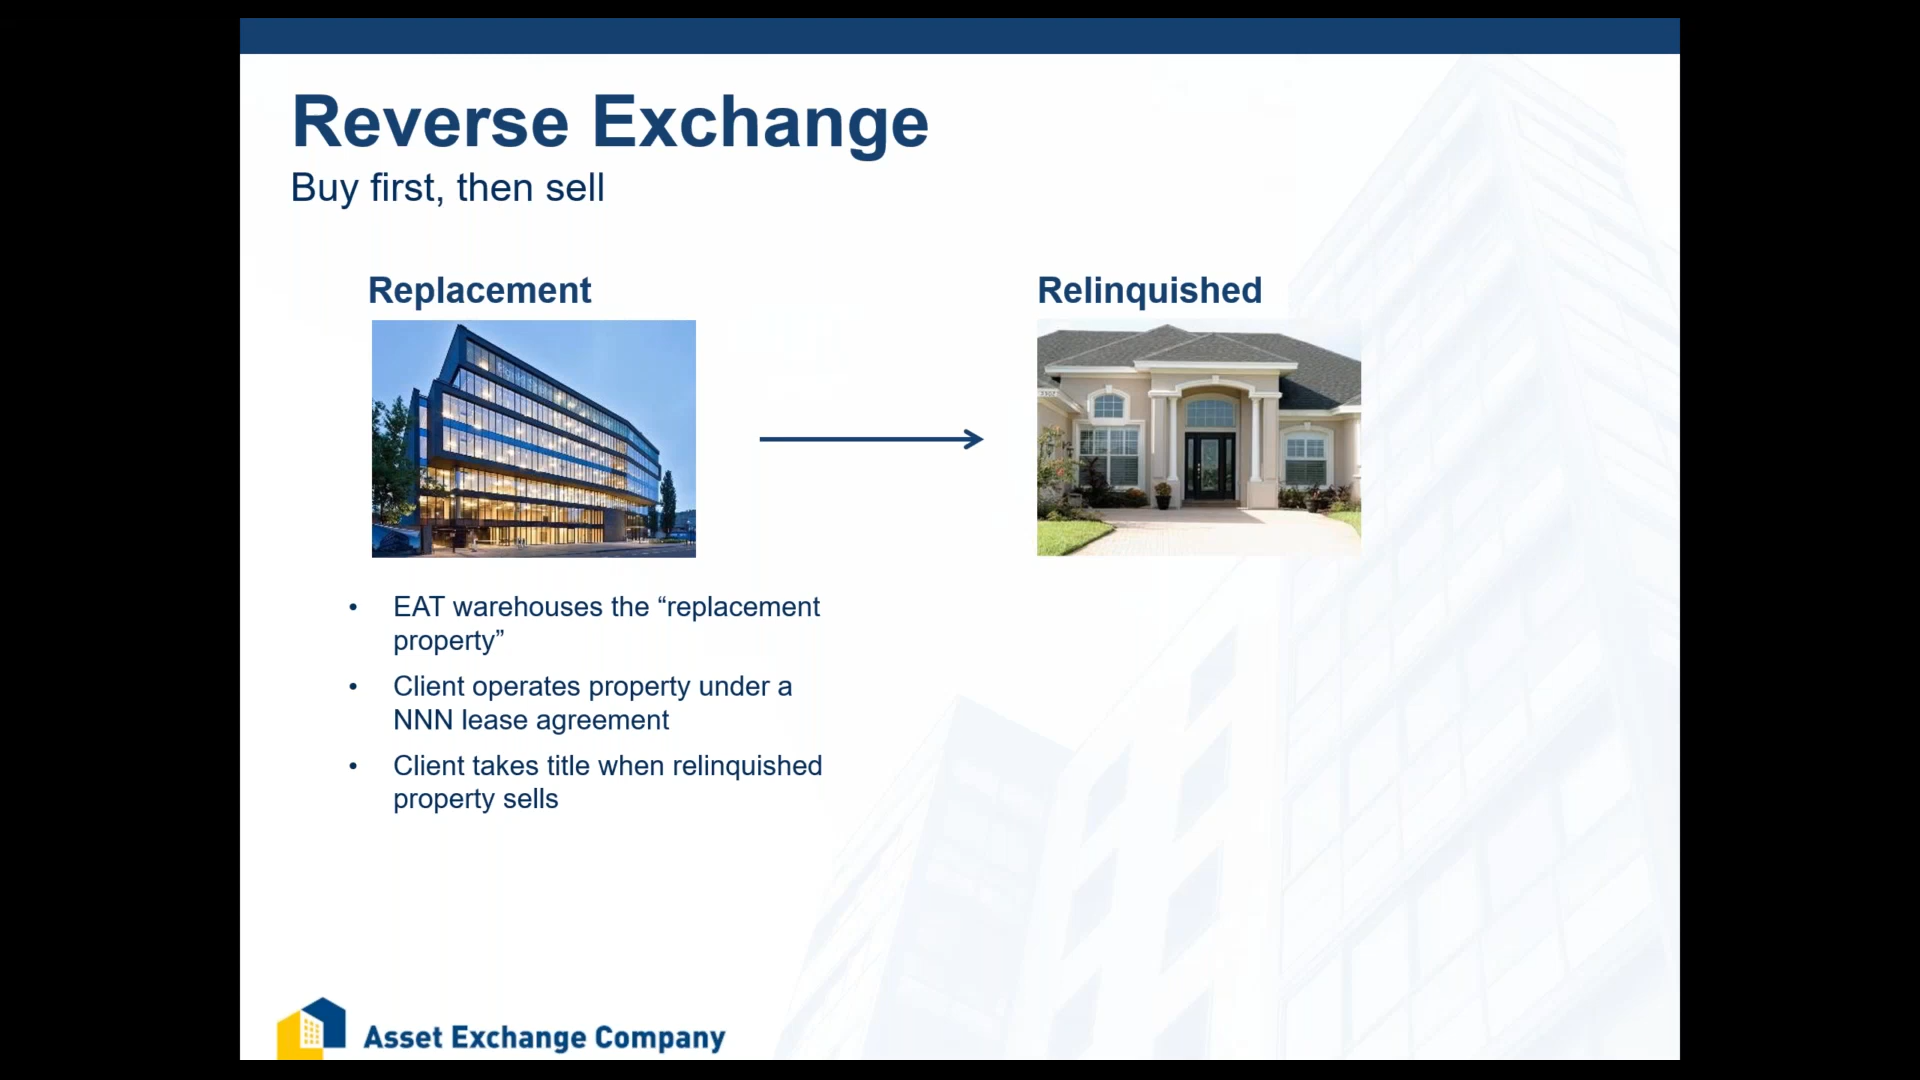 Reverse Exchange
Buy first, then sell
Replacement
Relinquished
• EAT warehouses the “replacement
property”
• Client operates property under a
NNN lease agreement
• Client takes title when relinquished
property sells
Asset Exchange Company